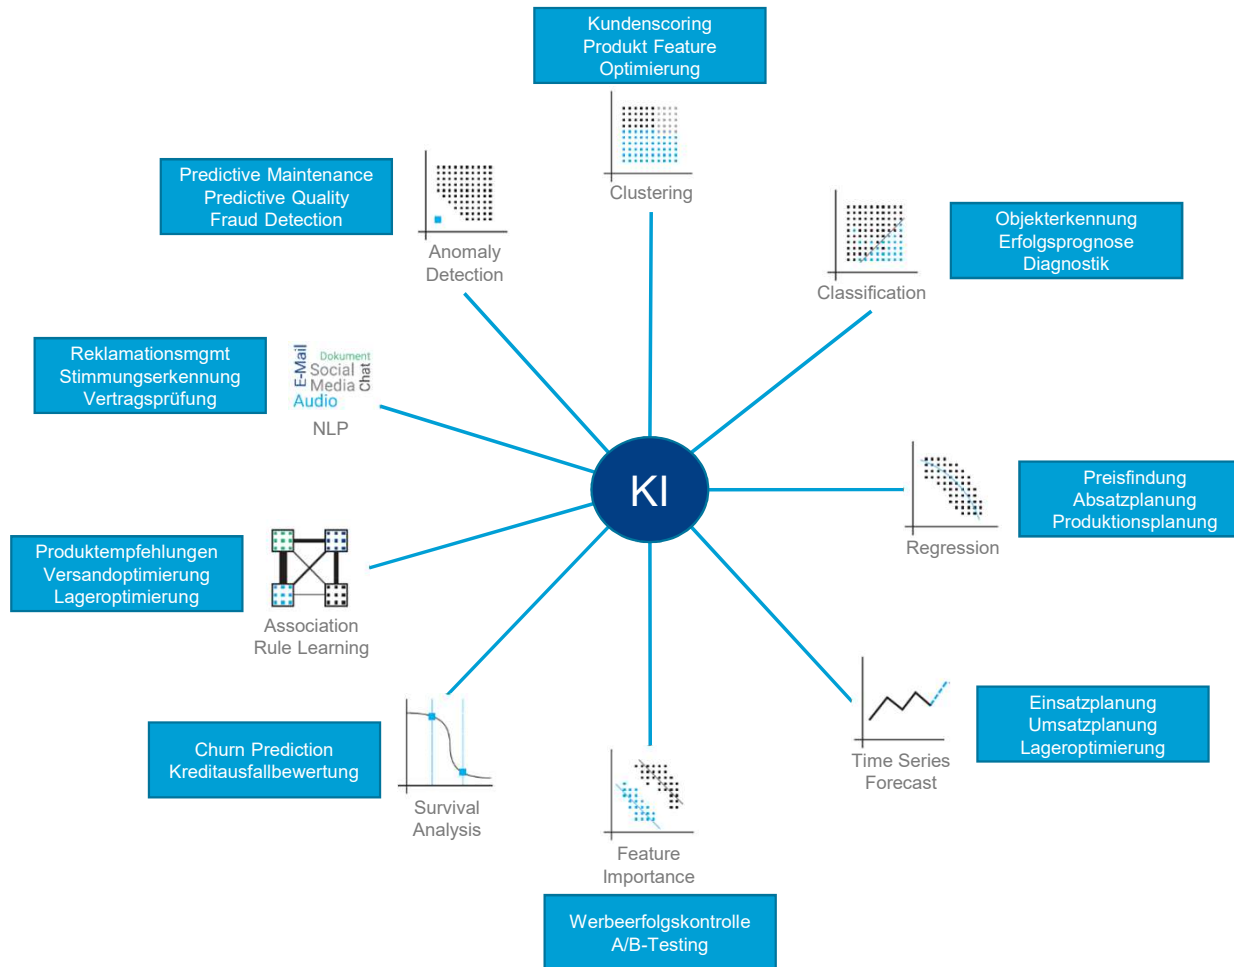 Kundenscoring
Produkt Feature
Optimierung
Clustering
Predictive Maintenance
Predictive Quality
Fraud Detection
Anomaly
Detection
Objekterkennung
Erfolgsprognose
Diagnostik
Classification
Reklamationsmgmt
Stimmungserkennung
Vertragsprüfung
E-Mail
Dokument
Social
Media
Chat
Audio
NLP
KI
Preisfindung
Absatzplanung
Produktionsplanung
Regression
Produktempfehlungen
Versandoptimierung
Lageroptimierung
Association
Rule Learning
Einsatzplanung
Umsatzplanung
Lageroptimierung
Time Series
Forecast
Churn Prediction
Kreditausfallbewertung
Survival
Analysis
Feature
Importance
Werbeerfolgskontrolle
A/B-Testing